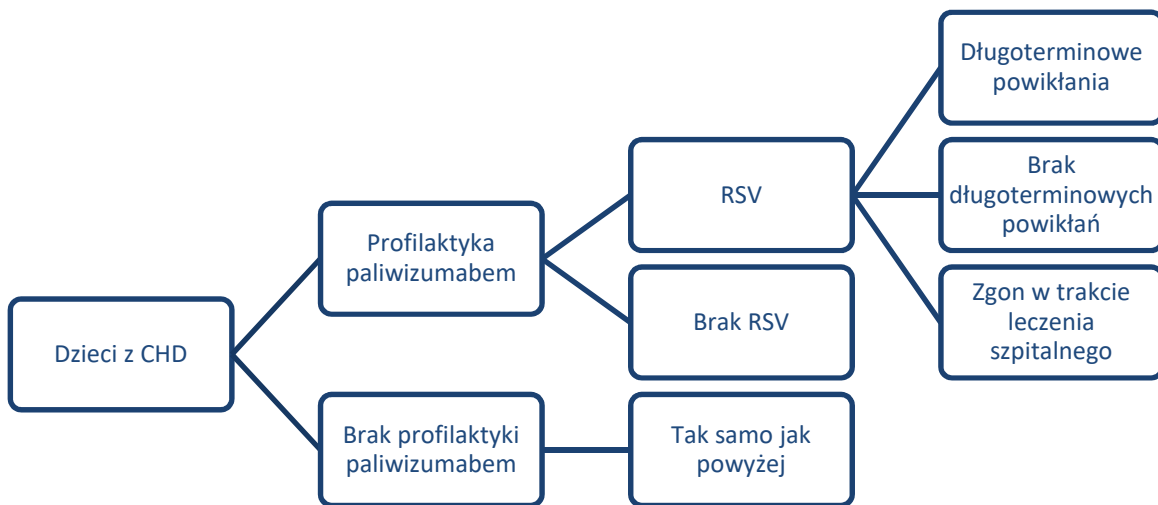 Dzieci z CHD
Profilaktyka
paliwizumabem
RSV
Długoterminowe
powikłania
Brak
długoterminowych
powikłań
Zgon w trakcie
leczenia
szpitalnego
Brak RSV
Brak profilaktyki
paliwizumabem
Tak samo jak
powyżej